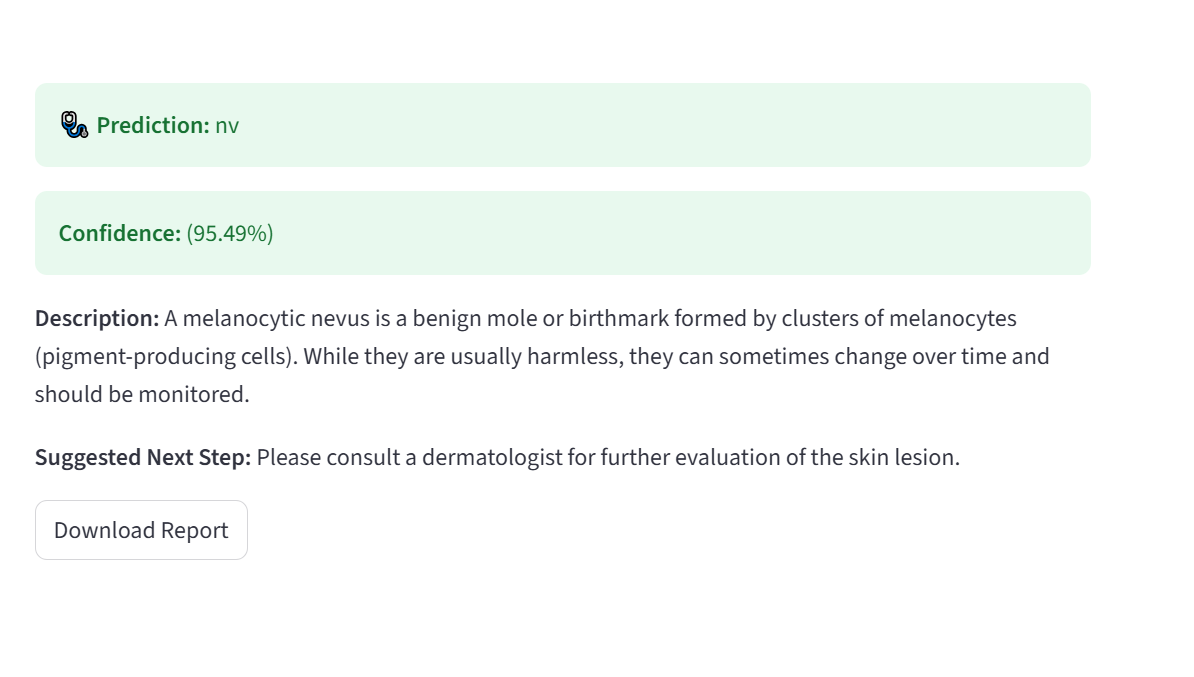 Prediction: nv
Confidence: (95.49%)
Description: A melanocytic nevus is a benign mole or birthmark formed by clusters of melanocytes
(pigment-producing cells). While they are usually harmless, they can sometimes change over time and
should be monitored.
Suggested Next Step: Please consult a dermatologist for further evaluation of the skin lesion.
Download Report